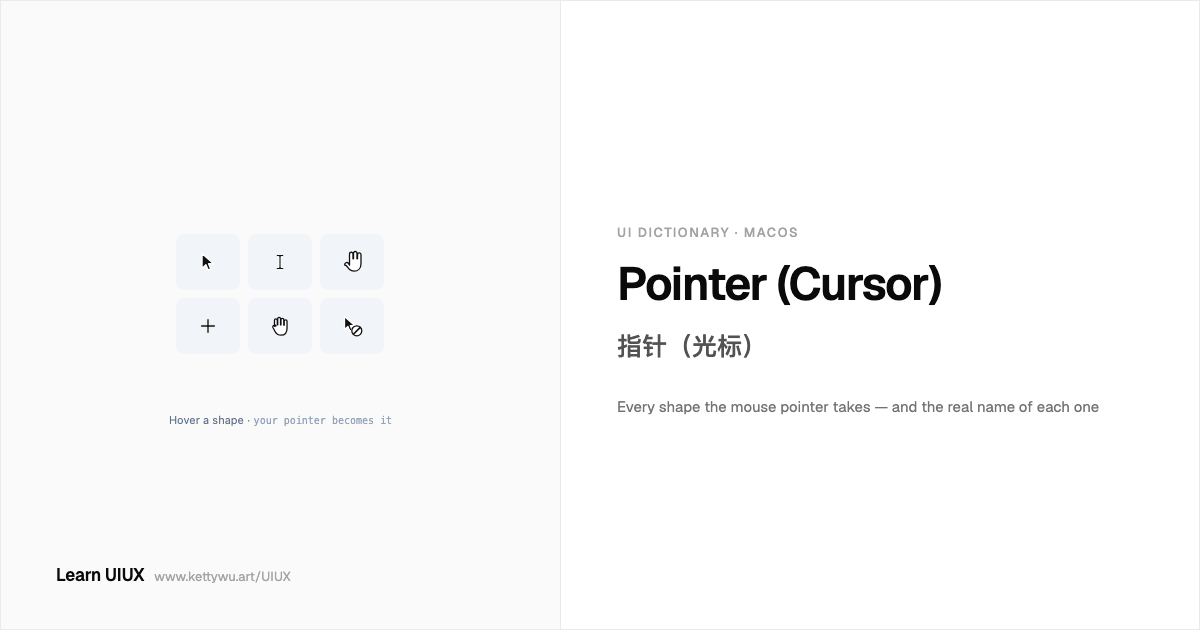 Hover a shape · your pointer becomes it
Learn UIUX www.kettywu.art/UIUX
UI DICTIONARY · MACOS
Pointer (Cursor)
指针（光标）
Every shape the mouse pointer takes — and the real name of each one